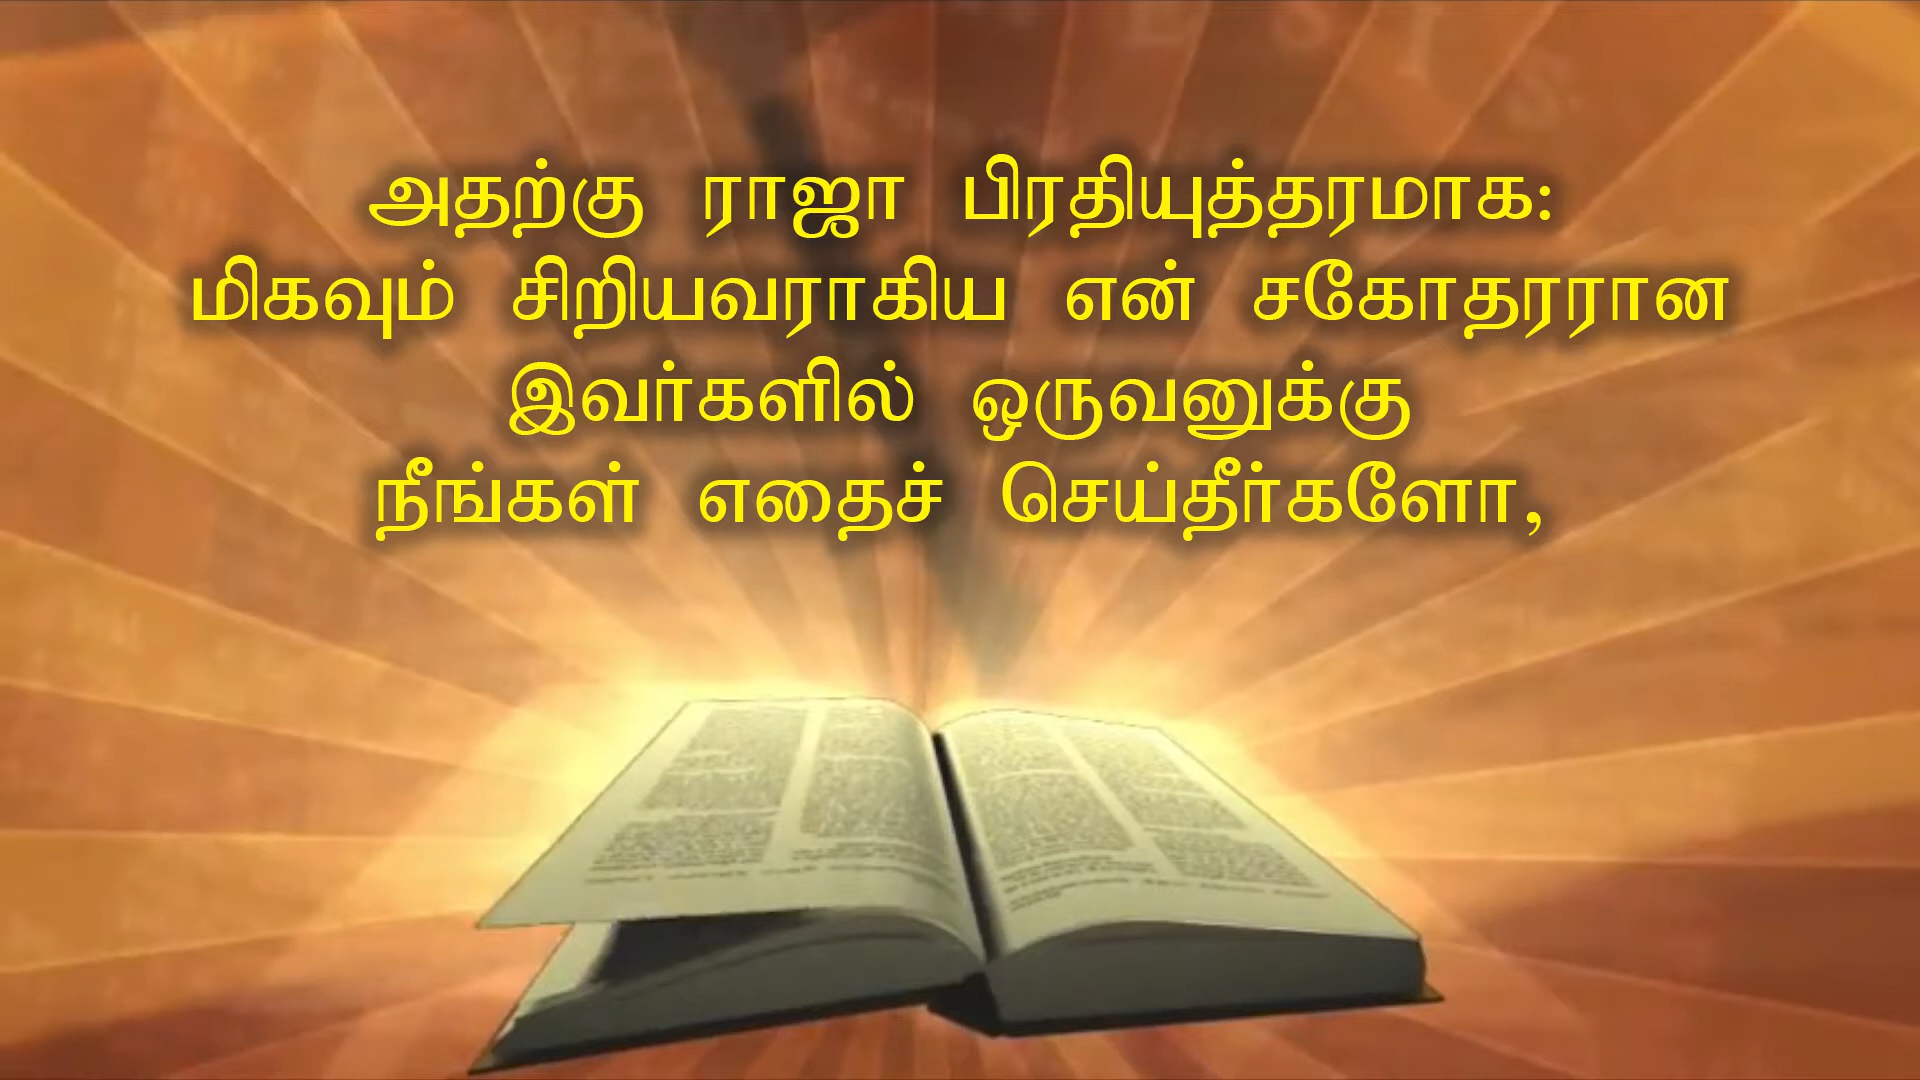 அதற்கு ராஜா பிரதியுத்தரமாக:
மிகவும் சிறியவராகிய என் சகோதரரான
இவர்களில் ஒருவனுக்கு
நீங்கள் எதைச் செய்தீர்களோ,